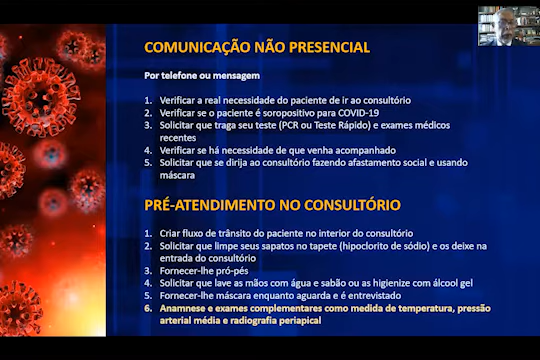 COMUNICAÇÃO NÃO PRESENCIAL
Por telefone ou mensagem
1. Verificar a real necessidade do paciente de ir ao consultório
2. Verificar se o paciente é soropositivo para COVID-19
3. Solicitar que traga seu teste (PCR ou Teste Rápido) e exames médicos
recentes
4. Verificar se há necessidade de que venha acompanhado
5. Solicitar que se dirija ao consultório fazendo afastamento social e usando
máscara
PRÉ-ATENDIMENTO NO CONSULTÓRIO
1. Criar fluxo de trânsito do paciente no interior do consultório
2. Solicitar que limpe seus sapatos no tapete (hipoclorito de sódio) e os deixe na
entrada do consultório
3. Fornecer-lhe pró-pés
4. Solicitar que lave as mãos com água e sabão ou as higienize com álcool gel
5. Fornecer-lhe máscara enquanto aguarda e é entrevistado
6. Anamnese e exames complementares como medida de temperatura, pressão
arterial média e radiografia periapical